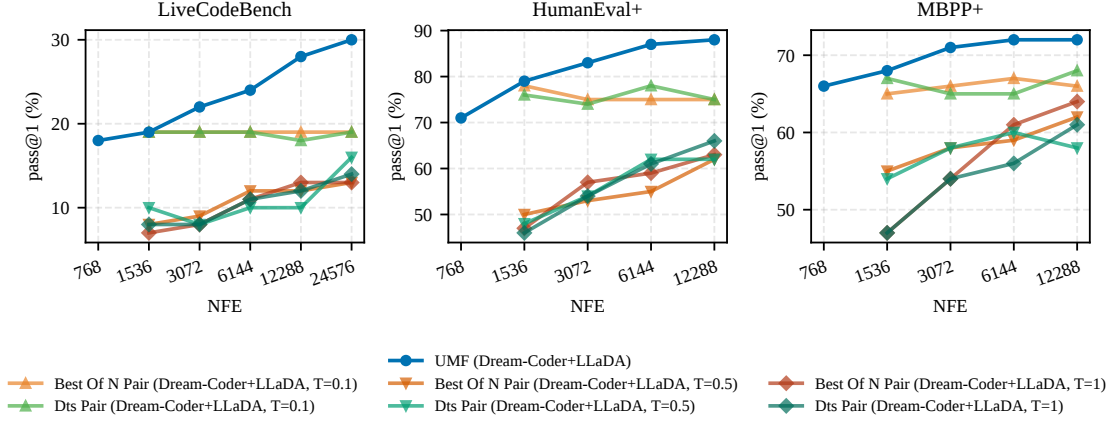 LiveCodeBench
30
20
10
pass@1 (%)
768
1536
3072
6144
12288
24576
NFE
HumanEval+
90
80
70
60
50
pass@1 (%)
768
1536
3072
6144
12288
NFE
MBPP+
70
60
50
pass@1 (%)
768
1536
3072
6144
12288
NFE
UMF (Dream-Coder+LLaDA)
Best Of N Pair (Dream-Coder+LLaDA, T=0.1)
Best Of N Pair (Dream-Coder+LLaDA, T=0.5)
Best Of N Pair (Dream-Coder+LLaDA, T=1)
Dts Pair (Dream-Coder+LLaDA, T=0.1)
Dts Pair (Dream-Coder+LLaDA, T=0.5)
Dts Pair (Dream-Coder+LLaDA, T=1)